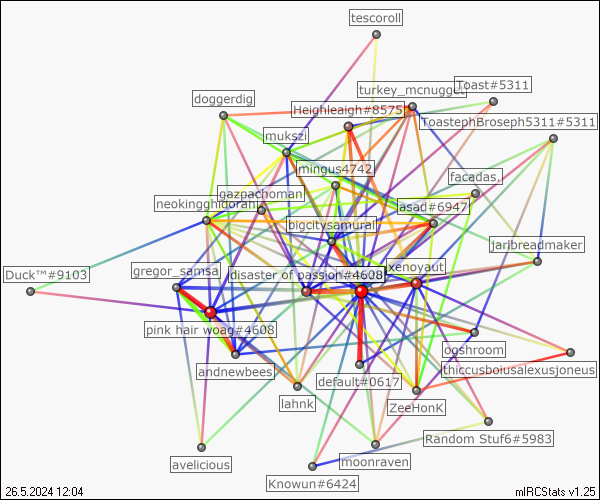 tescoroll
turkey_mcnugget
Toast#5311
doggerdig
Heighleaigh#8575
ToastephBroseph5311#5311
mukszi
mingus4742
facadas.
gazpachoman
neokingghidorah
asad#6947
bigcitysamurai
jarlbreadmaker
Duck™#9103
gregor_samsa
disaster of passion#4608
xenoyaut
pink hair woag#4608
ogshroom
andnewbees
default#0617
thiccusboiusalexusjoneus
lahnk
ZeeHonK
Random Stuf6#5983
avelicious
moonraven
Knowun#6424
26.5.2024 12:04
mIRCStats v1.25